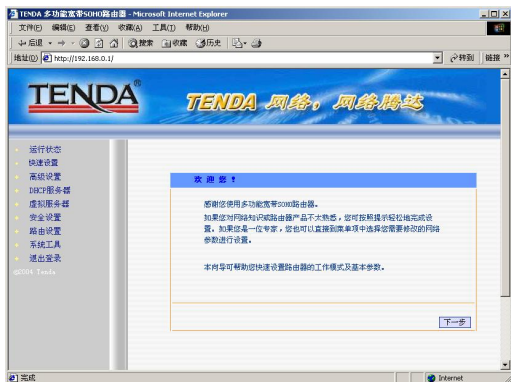 TENDA 多功能宽带SOHO路由器 - Microsoft Internet Explorer
文件(F) 编辑(E) 查看(V) 收藏(A) 工具(T) 帮助(H)
后退 搜索 收藏 历史
地址(D) http://192.168.0.1/ 转到 链接 »
TENDA®
TENDA 网络，网络腾达
运行状态
快速设置
高级设置
DHCP服务器
虚拟服务器
安全设置
路由设置
系统工具
退出登录
©2004 Tenda
欢迎您！
感谢您使用多功能宽带SOHO路由器。
如果您对网络知识或路由器产品不太熟悉，您可按照提示轻松地完成设
置。如果您是一位专家，您也可以直接到菜单项中选择您需要修改的网络
参数进行设置。
本向导可帮助您快速设置路由器的工作模式及基本参数。
下一步
完成 Internet